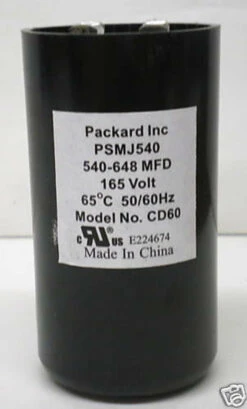 Packard Inc
PSMJ540
540-648 MFD
165 Volt
65°C 50/60Hz
Model No. CD60
c RU us E224674
Made In China